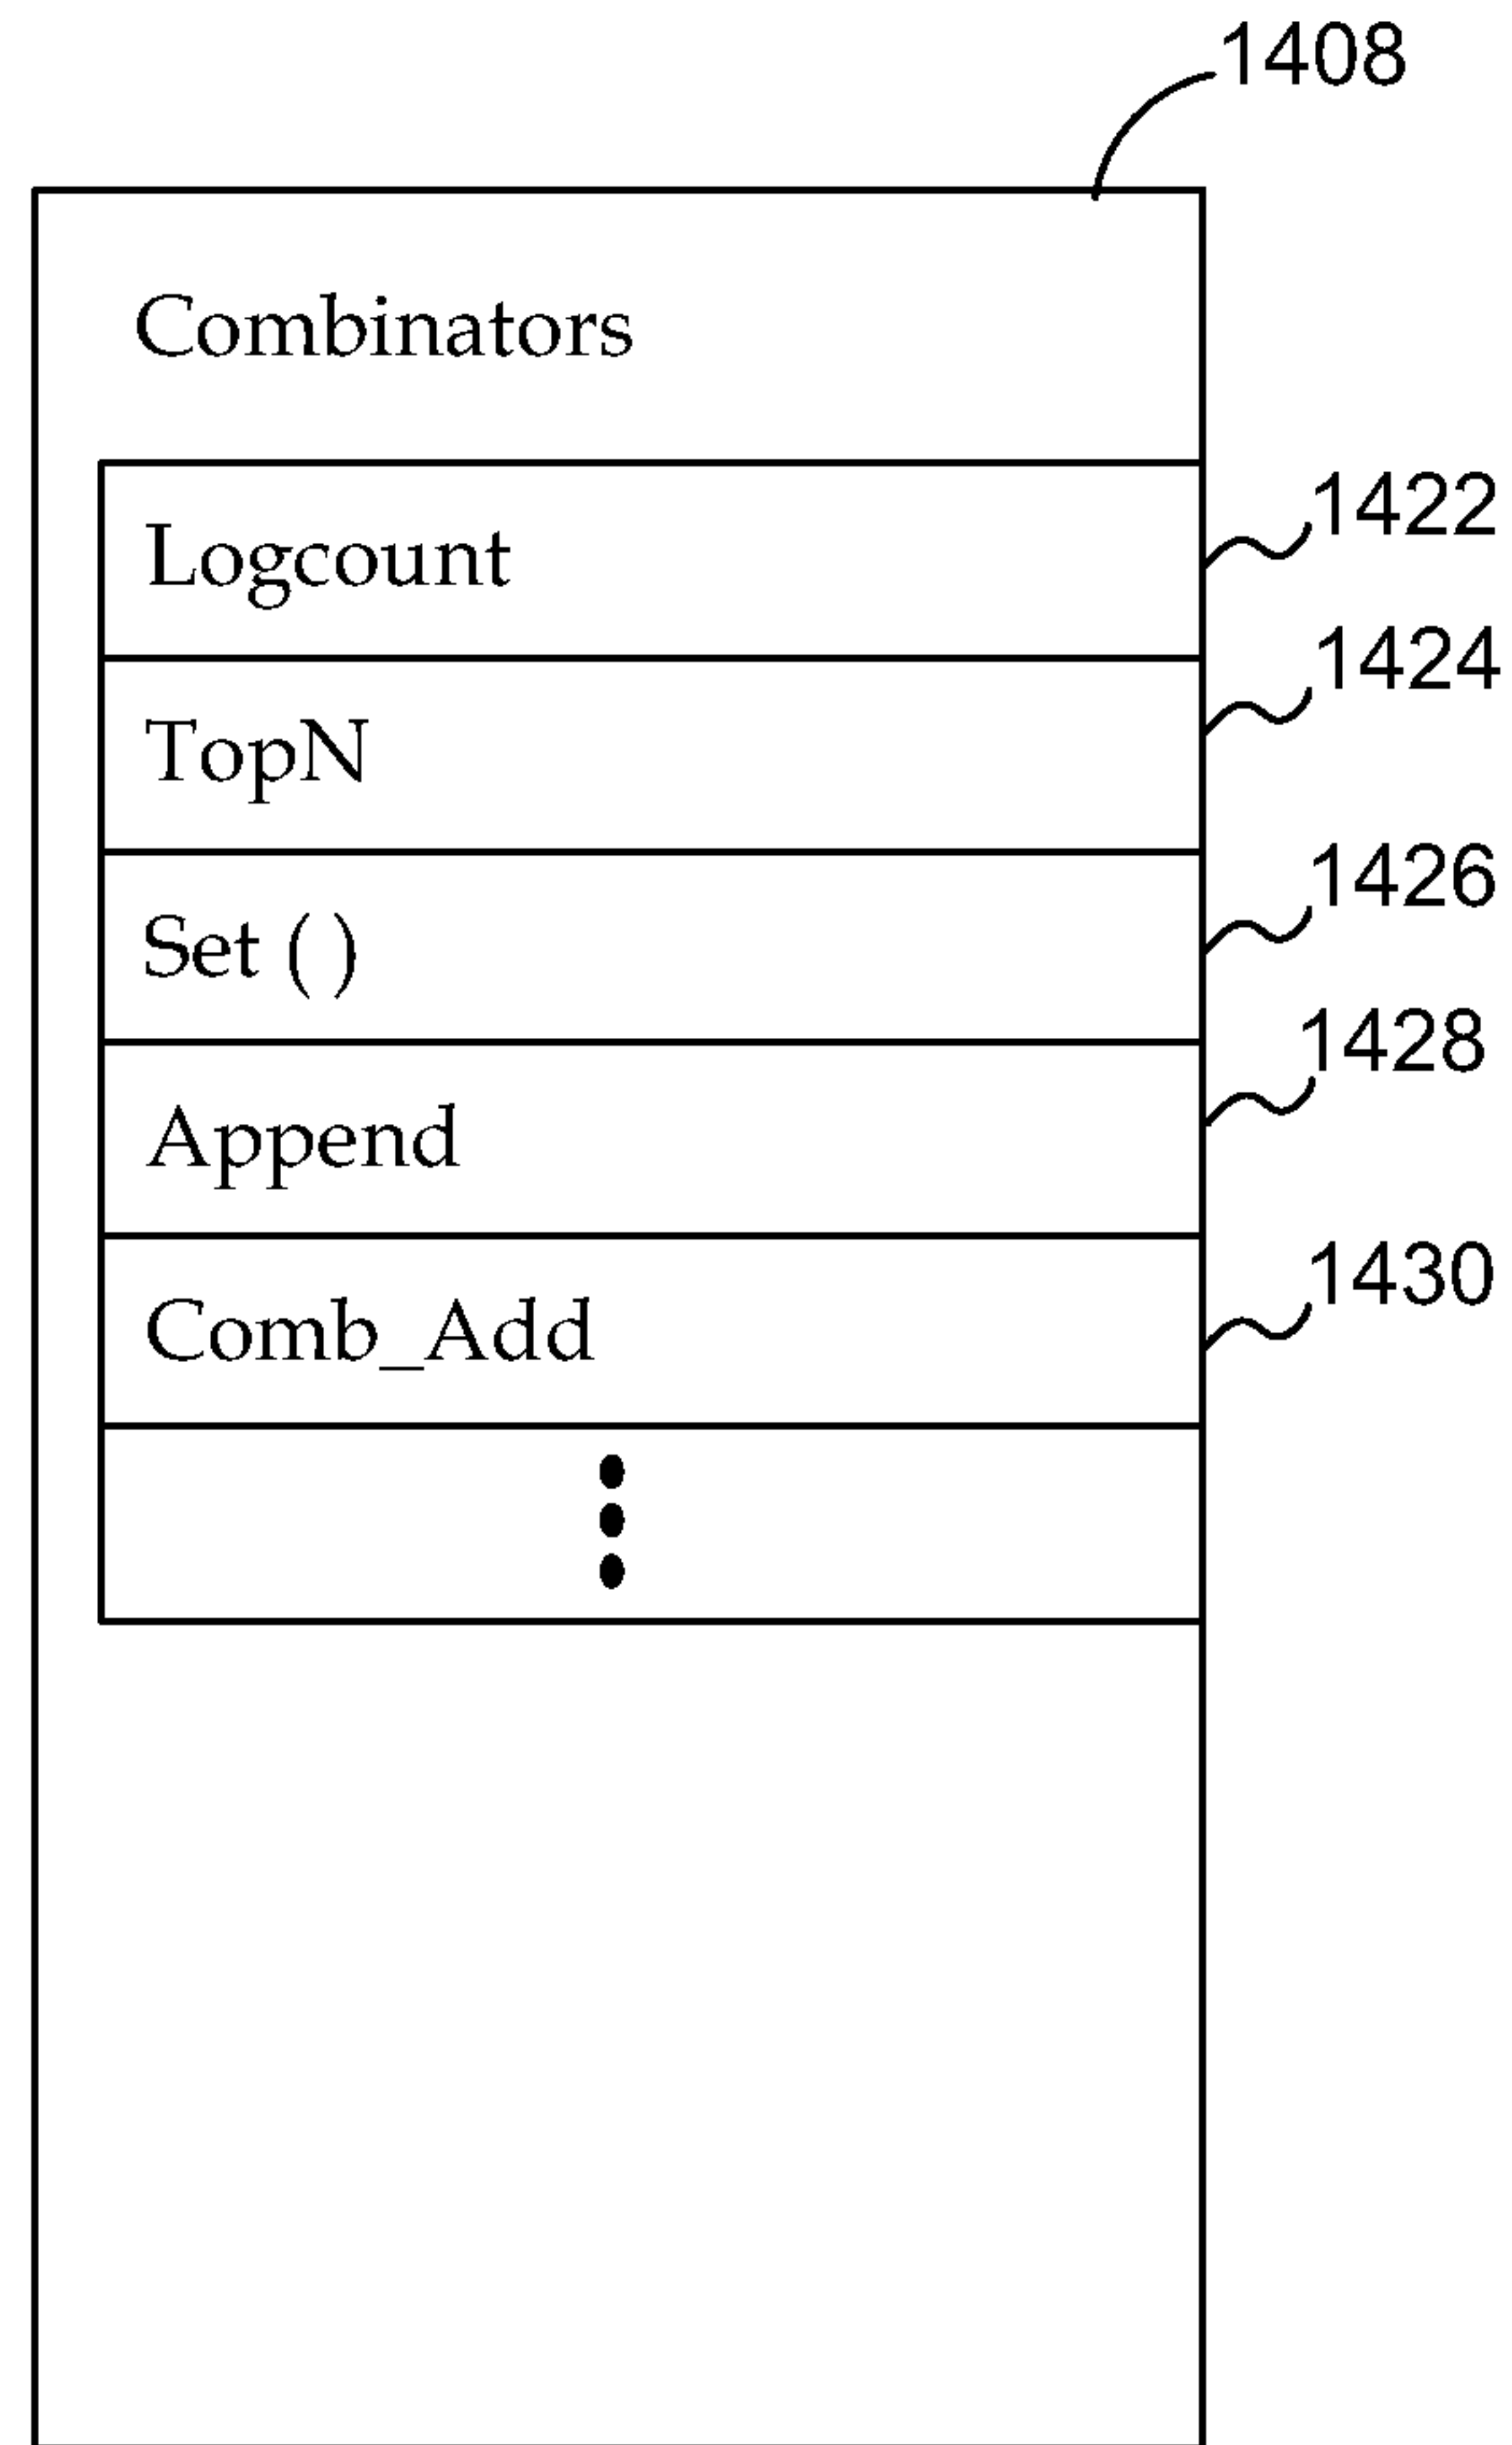 1408
Combinators
Logcount
1422
TopN
1424
Set ( )
1426
Append
1428
Comb_Add
1430